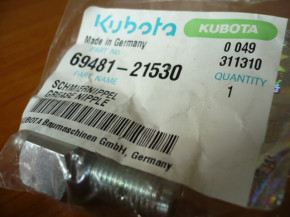 Kubota KUBOTA
Made in Germany 0 049
PART NO. 311310
69481-21530 QUANTITY
PART NAME 1
SCHMIERNIPPEL
GREASE NIPPLE
KUBOTA Baumaschinen GmbH, Germany
Kubota